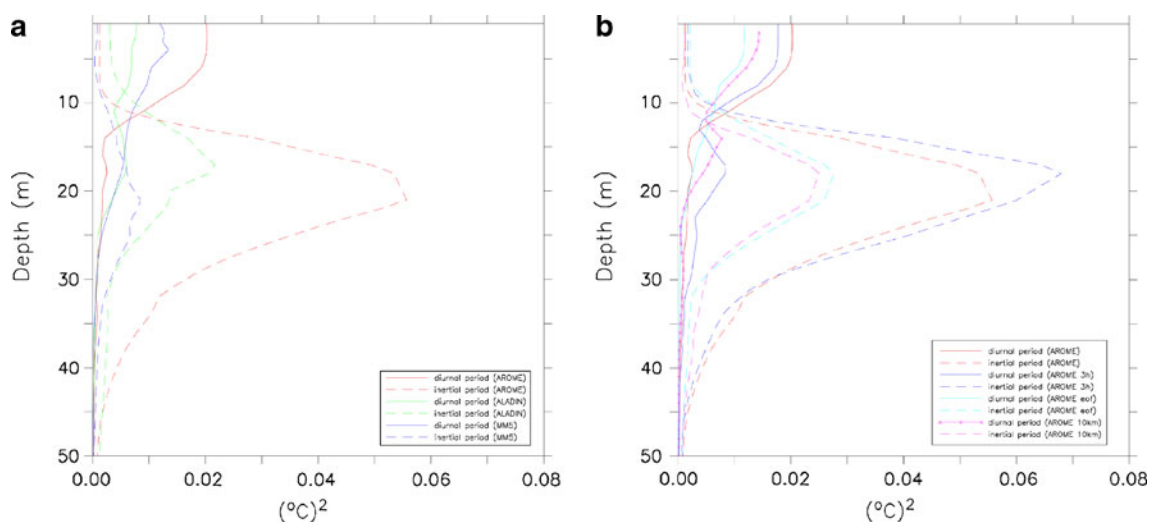 a
10
20
30
40
50
Depth (m)
0.00
0.02
0.04
0.06
0.08
(°C)²
diurnal period (AROME)
inertial period (AROME)
diurnal period (ALADIN)
inertial period (ALADIN)
diurnal period (MM5)
inertial period (MM5)
b
10
20
30
40
50
Depth (m)
0.00
0.02
0.04
0.06
0.08
(°C)²
diurnal period (AROME)
inertial period (AROME)
diurnal period (AROME 3h)
inertial period (AROME 3h)
diurnal period (AROME eof)
inertial period (AROME eof)
diurnal period (AROME 10km)
inertial period (AROME 10km)